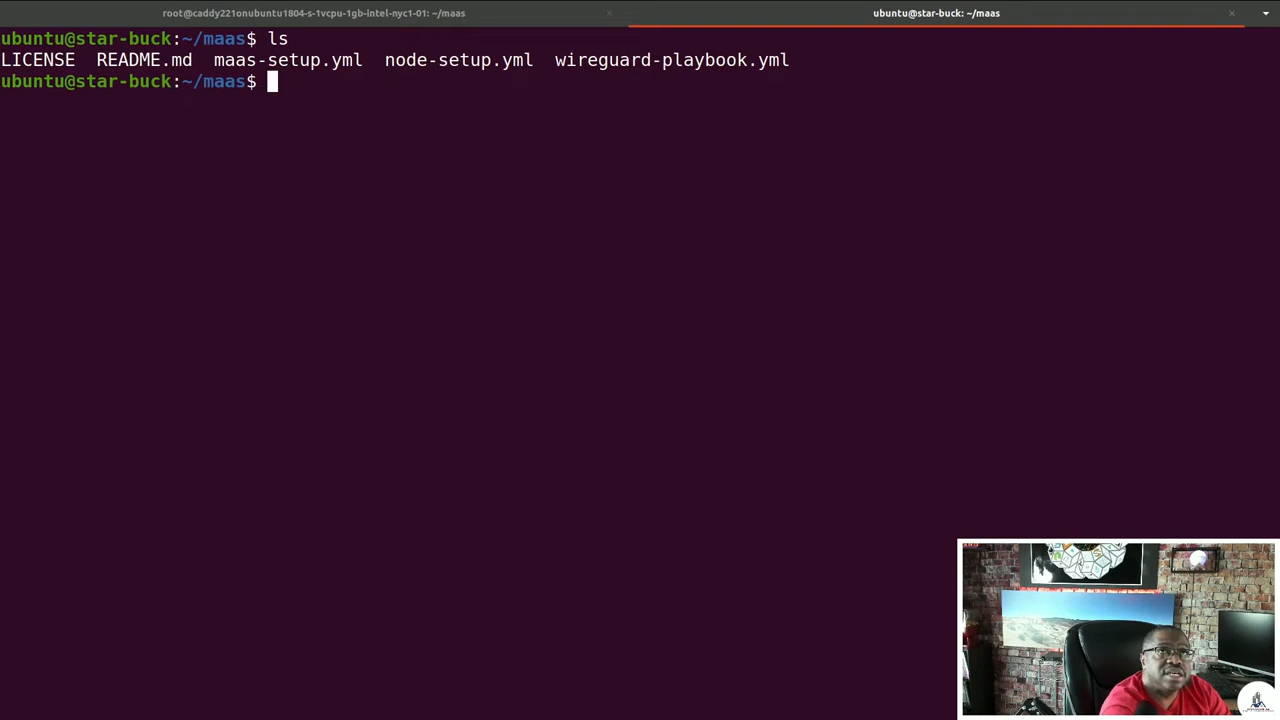 root@caddy221onubuntu1804-s-1vcpu-1gb-intel-nyc1-01: ~/maas
ubuntu@star-buck: ~/maas
ubuntu@star-buck:~/maas$ ls
LICENSE README.md maas-setup.yml node-setup.yml wireguard-playbook.yml
ubuntu@star-buck:~/maas$